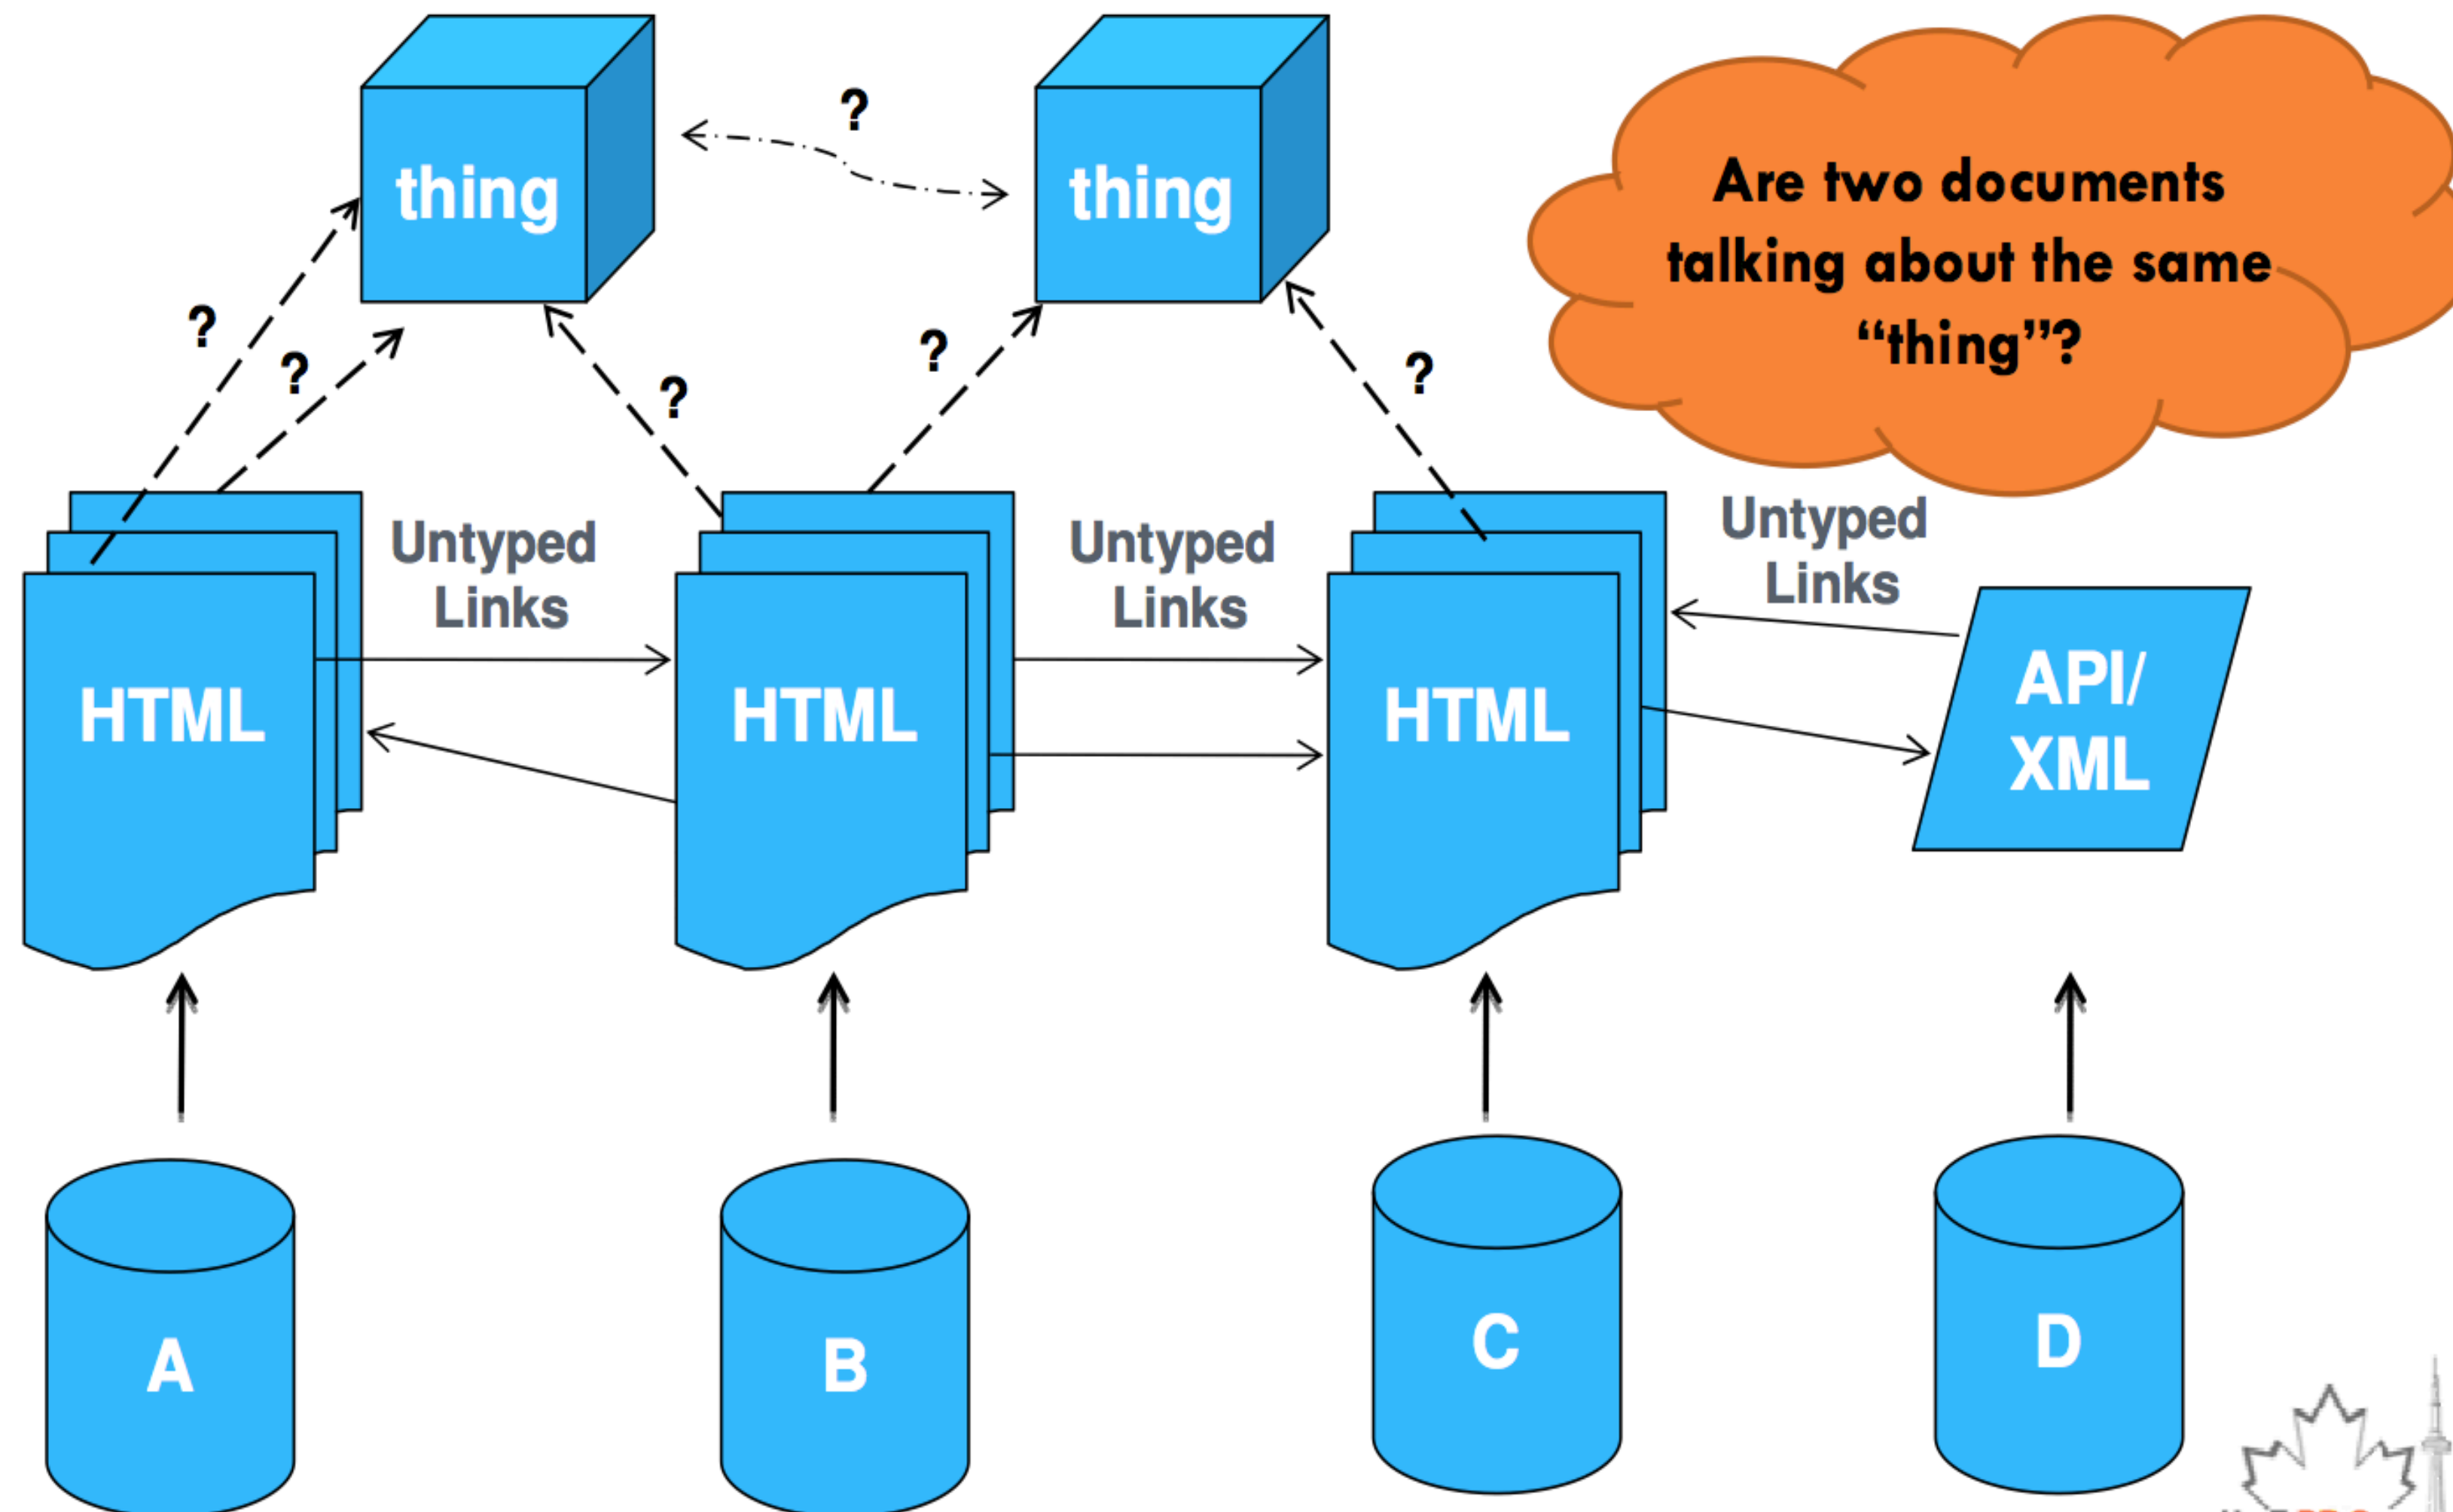 ?
thing
thing
Are two documents
talking about the same
“thing”?
?
?
?
?
?
Untyped
Links
Untyped
Links
Untyped
Links
HTML
HTML
HTML
API/
XML
A
B
C
D